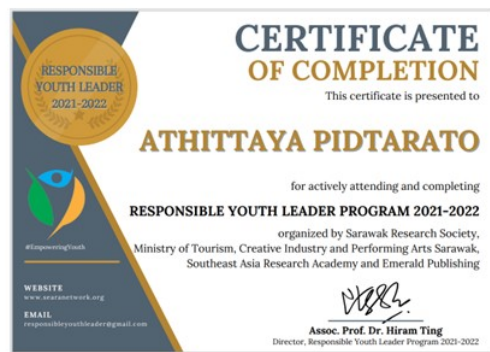 CERTIFICATE
OF COMPLETION
This certificate is presented to
RESPONSIBLE
YOUTH LEADER
2021-2022
ATHITTAYA PIDTARATO
for actively attending and completing
RESPONSIBLE YOUTH LEADER PROGRAM 2021-2022
organized by Sarawak Research Society,
Ministry of Tourism, Creative Industry and Performing Arts Sarawak,
Southeast Asia Research Academy and Emerald Publishing
#EmpoweringYouth
WEBSITE
www.searanetwork.org
EMAIL
responsibleyouthleader@gmail.com
Assoc. Prof. Dr. Hiram Ting
Director, Responsible Youth Leader Program 2021-2022